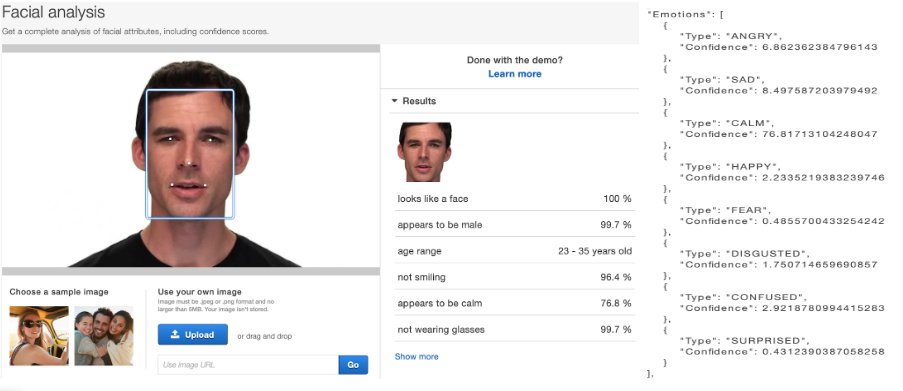 Facial analysis
Get a complete analysis of facial attributes, including confidence scores.
Done with the demo?
Learn more
Results
looks like a face 100 %
appears to be male 99.7 %
age range 23 - 35 years old
not smiling 96.4 %
appears to be calm 76.8 %
not wearing glasses 99.7 %
Show more
Choose a sample image
Use your own image
Image must be .jpeg or .png format and no
larger than 5MB. Your image isn't stored.
Upload or drag and drop
Use image URL Go
"Emotions": [
{
"Type": "ANGRY",
"Confidence": 6.862362384796143
},
{
"Type": "SAD",
"Confidence": 8.497587203979492
},
{
"Type": "CALM",
"Confidence": 76.81713104248047
},
{
"Type": "HAPPY",
"Confidence": 2.2335219383239746
},
{
"Type": "FEAR",
"Confidence": 0.4855700433254242
},
{
"Type": "DISGUSTED",
"Confidence": 1.750714659690857
},
{
"Type": "CONFUSED",
"Confidence": 2.9218780994415283
},
{
"Type": "SURPRISED",
"Confidence": 0.4312390387058258
}
],